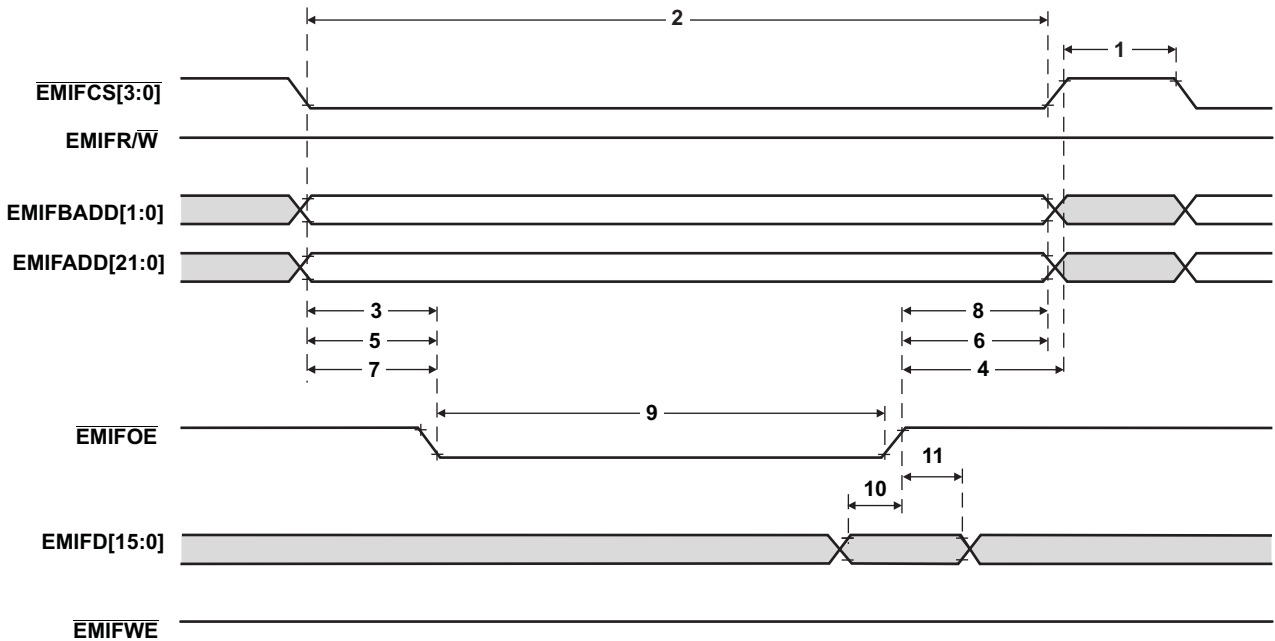 2
1
EMIFCS[3:0]
EMIFR/W
EMIFBADD[1:0]
EMIFADD[21:0]
3
8
5
6
7
4
9
EMIFOE
11
10
EMIFD[15:0]
EMIFWE